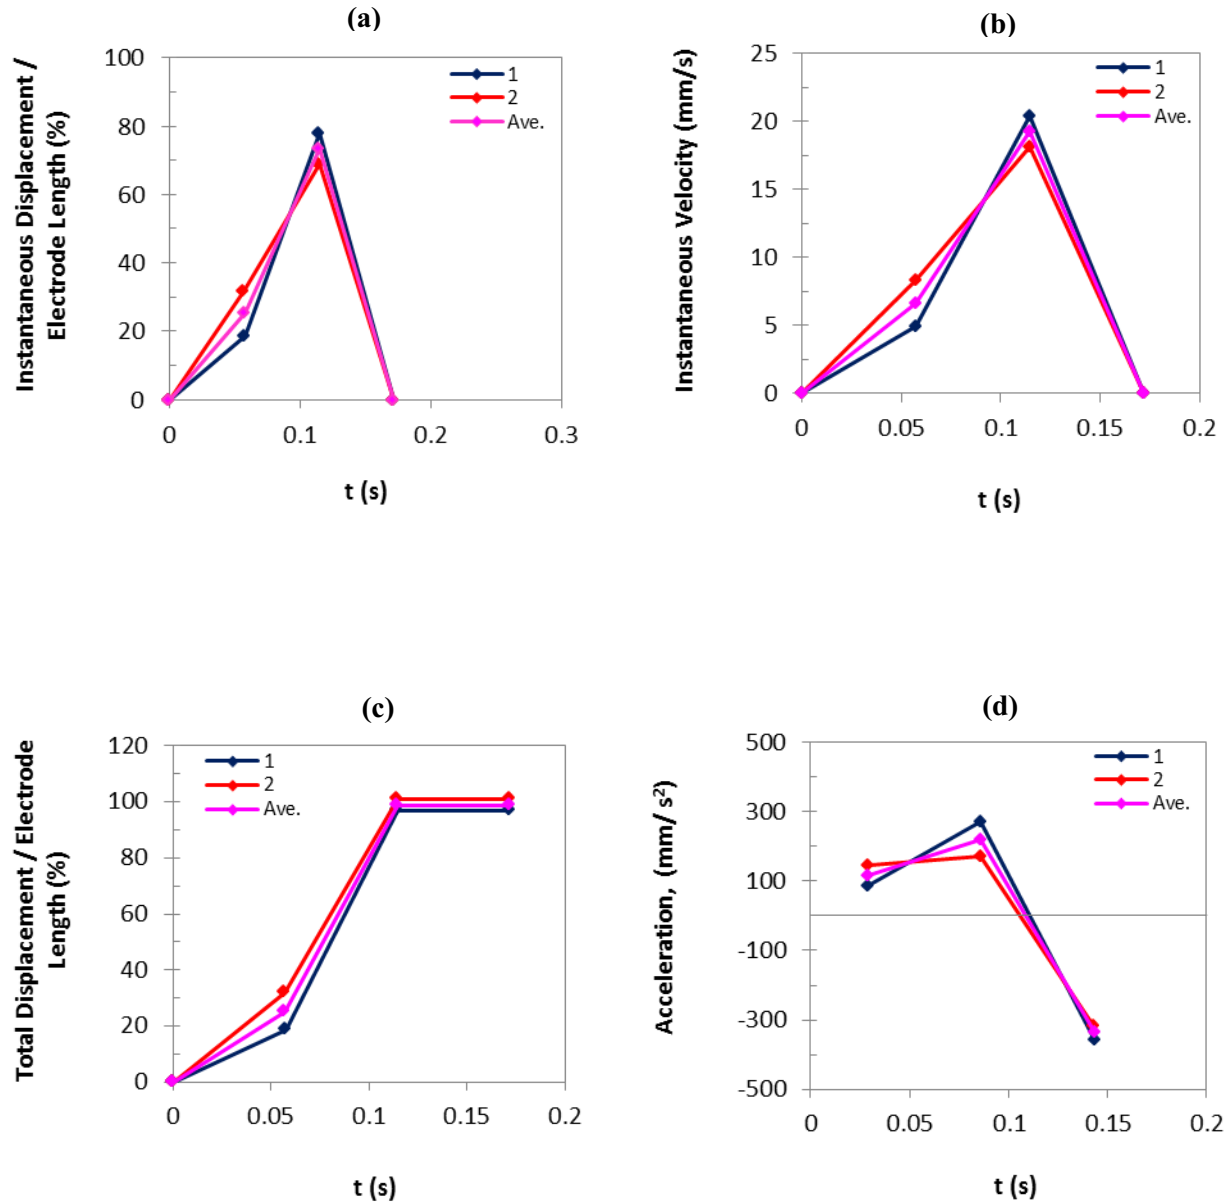 (a)
Instantaneous Displacement /
Electrode Length (%)
100
80
60
40
20
0
1
2
Ave.
0 0.1 0.2 0.3
t (s)
(b)
Instantaneous Velocity (mm/s)
25
20
15
10
5
0
1
2
Ave.
0 0.05 0.1 0.15 0.2
t (s)
(c)
Total Displacement / Electrode
Length (%)
120
100
80
60
40
20
0
1
2
Ave.
0 0.05 0.1 0.15 0.2
t (s)
(d)
Acceleration, (mm/ s²)
500
300
100
-100
-300
-500
1
2
Ave.
0 0.05 0.1 0.15 0.2
t (s)